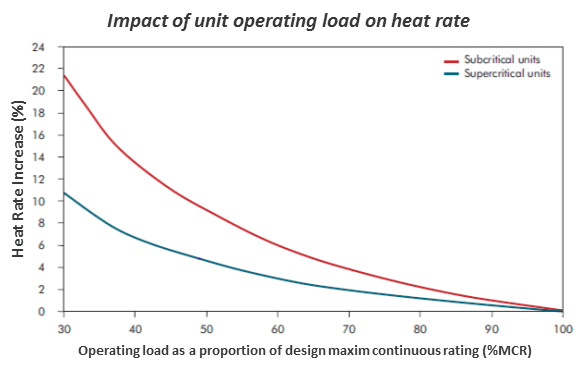 Impact of unit operating load on heat rate
24
22
20
18
16
14
12
10
8
6
4
2
0
Heat Rate Increase (%)
Subcritical units
Supercritical units
30 40 50 60 70 80 90 100
Operating load as a proportion of design maxim continuous rating (%MCR)